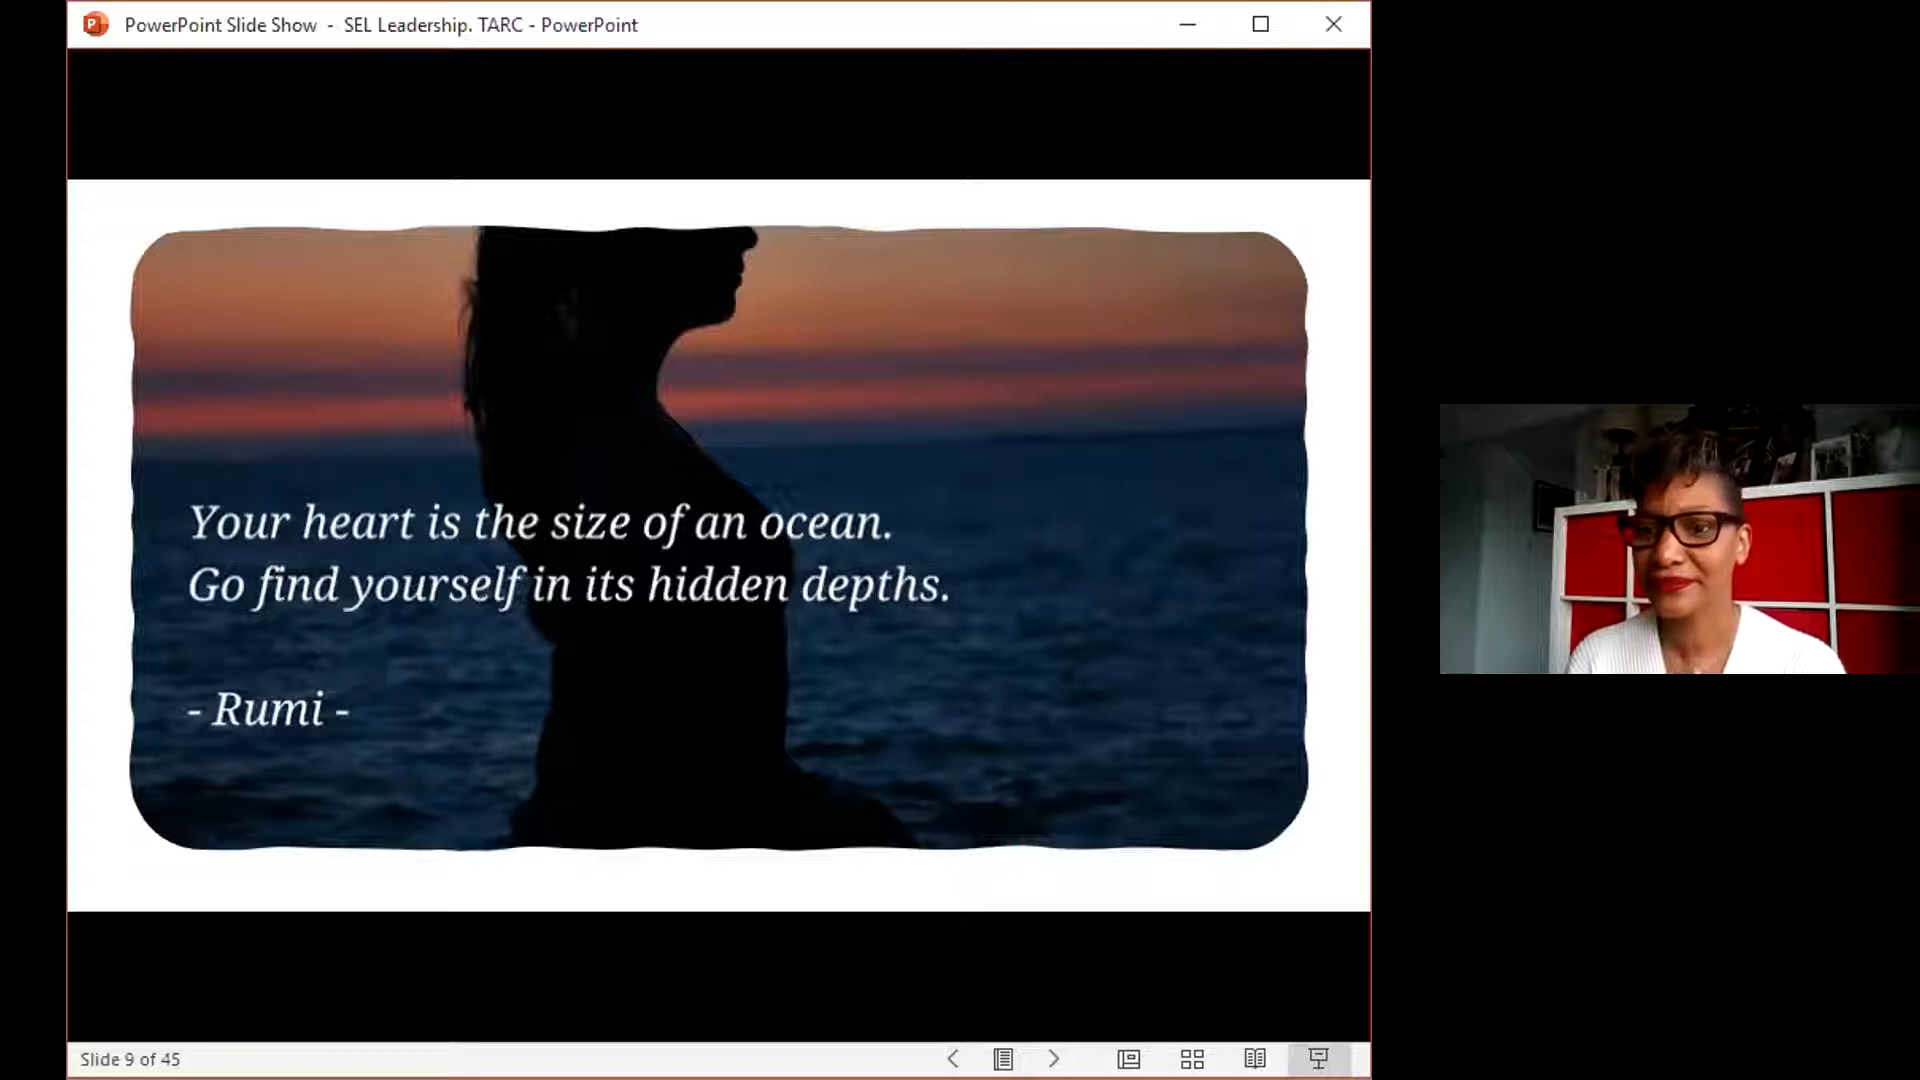 PowerPoint Slide Show - SEL Leadership. TARC - PowerPoint
Your heart is the size of an ocean.
Go find yourself in its hidden depths.
- Rumi -
Slide 9 of 45